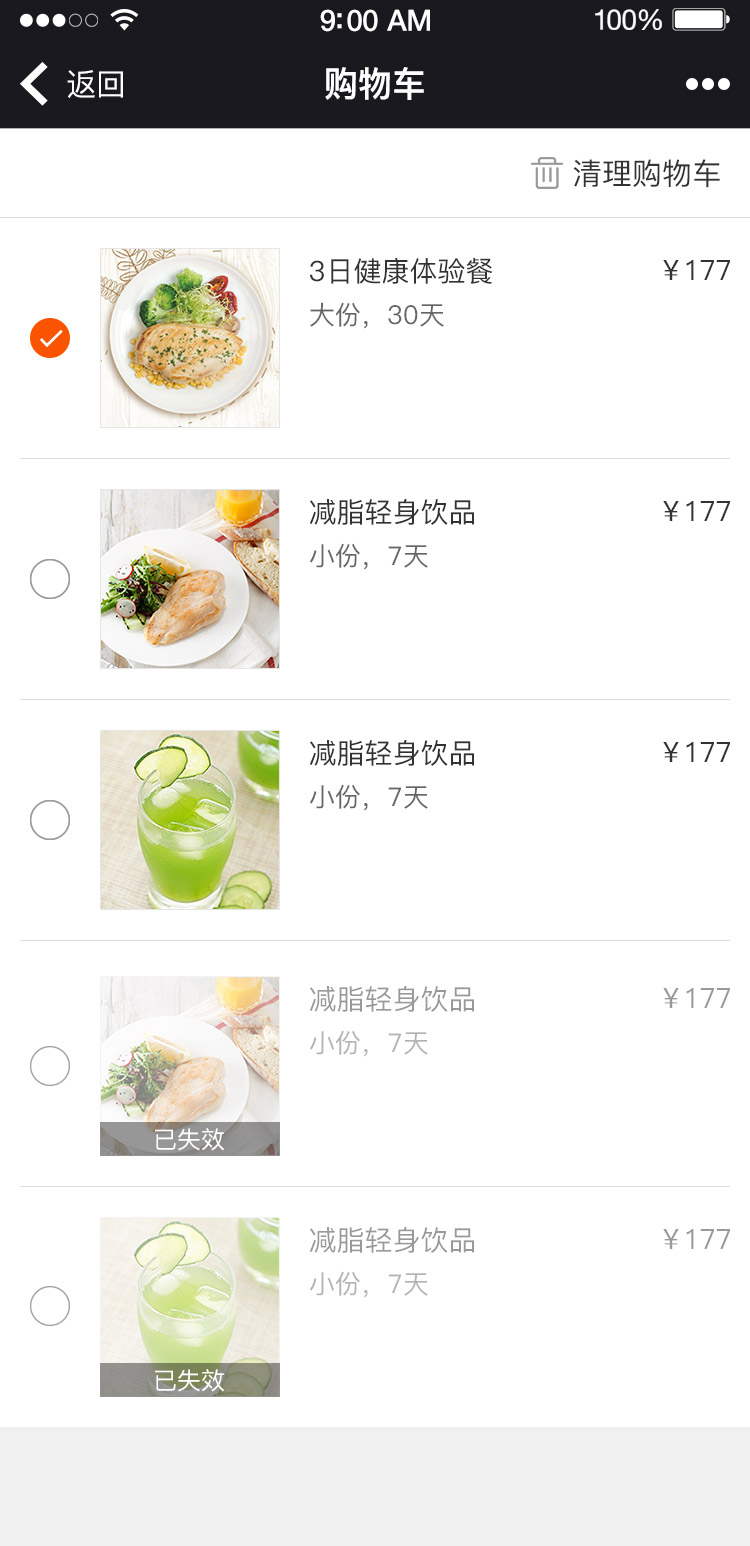 9:00 AM
100%
返回
购物车
清理购物车
3日健康体验餐
¥177
大份，30天
减脂轻身饮品
¥177
小份，7天
减脂轻身饮品
¥177
小份，7天
减脂轻身饮品
¥177
小份，7天
已失效
减脂轻身饮品
¥177
小份，7天
已失效